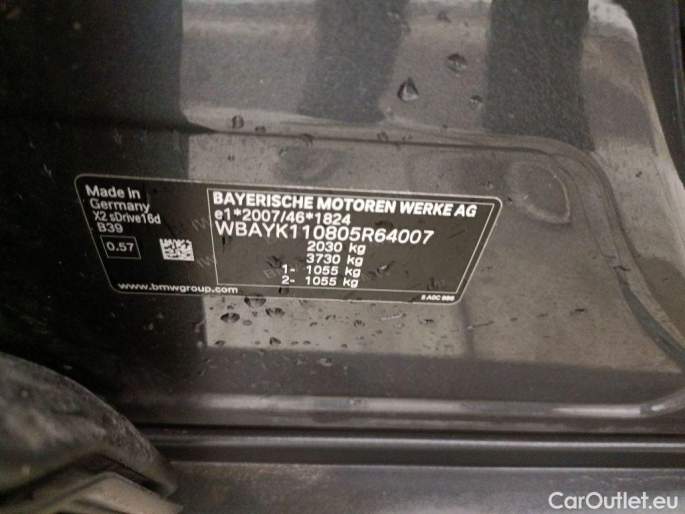 Made in
Germany
X2 sDrive16d
B39
0.57
www.bmwgroup.com
BAYERISCHE MOTOREN WERKE AG
e1*2007/46*1824
WBAYK110805R64007
2030 kg
3730 kg
1- 1055 kg
2- 1055 kg
CarOutlet.eu